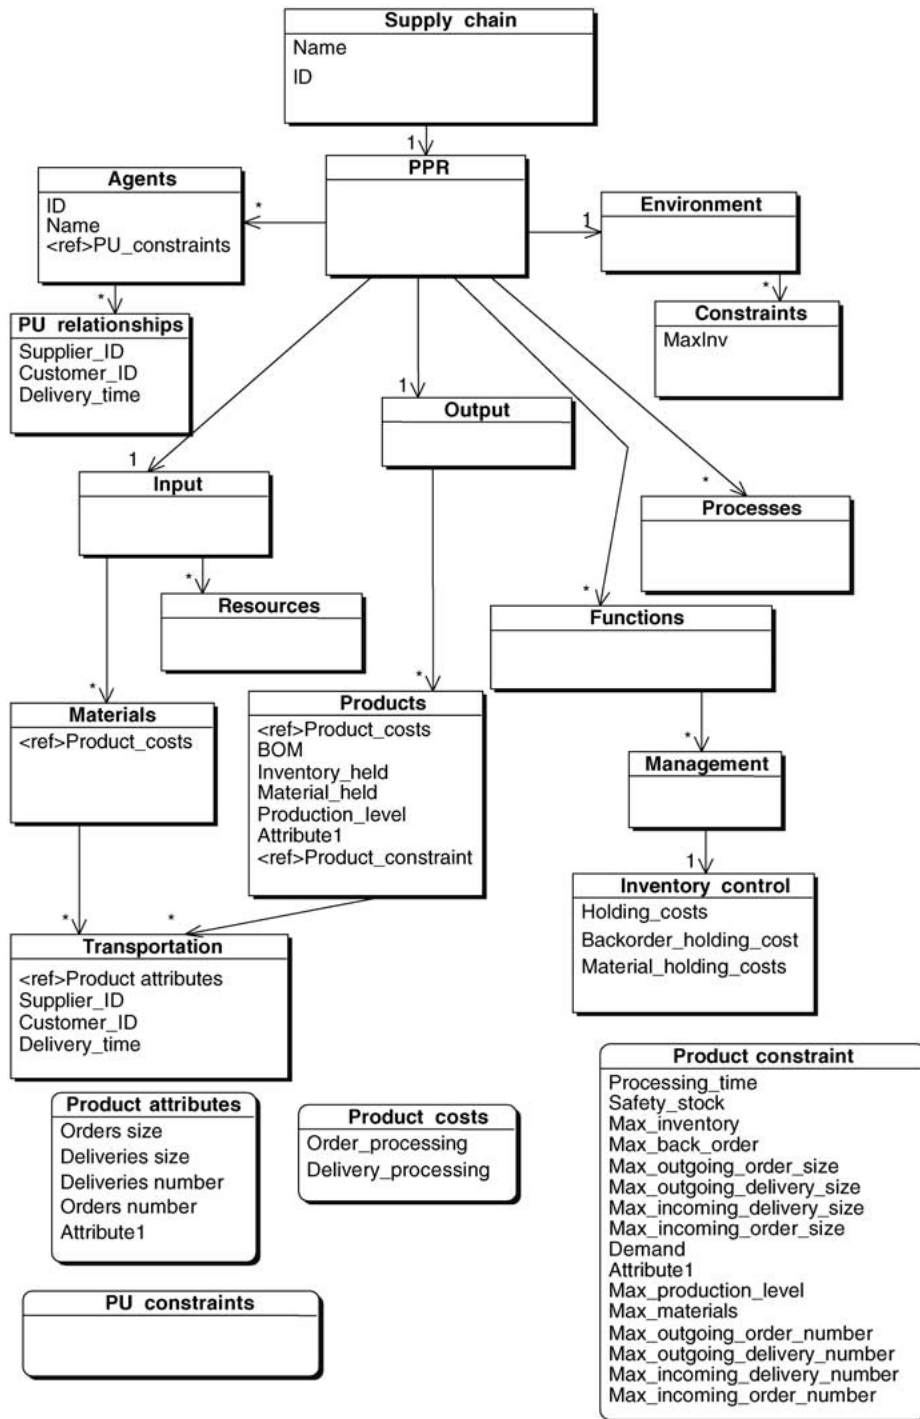 Supply chain
Name
ID
1
PPR
Agents
ID
Name
<ref>PU_constraints
*
1
Environment
*
Constraints
MaxInv
*
PU relationships
Supplier_ID
Customer_ID
Delivery_time
1
Output
1
Input
*
Processes
*
Resources
*
Functions
*
Materials
<ref>Product_costs
*
Products
<ref>Product_costs
BOM
Inventory_held
Material_held
Production_level
Attribute1
<ref>Product_constraint
*
Management
1
Inventory control
Holding_costs
Backorder_holding_cost
Material_holding_costs
*
*
Transportation
<ref>Product attributes
Supplier_ID
Customer_ID
Delivery_time
Product attributes
Orders size
Deliveries size
Deliveries number
Orders number
Attribute1
Product costs
Order_processing
Delivery_processing
PU constraints
Product constraint
Processing_time
Safety_stock
Max_inventory
Max_back_order
Max_outgoing_order_size
Max_outgoing_delivery_size
Max_incoming_delivery_size
Max_incoming_order_size
Demand
Attribute1
Max_production_level
Max_materials
Max_outgoing_order_number
Max_outgoing_delivery_number
Max_incoming_delivery_number
Max_incoming_order_number